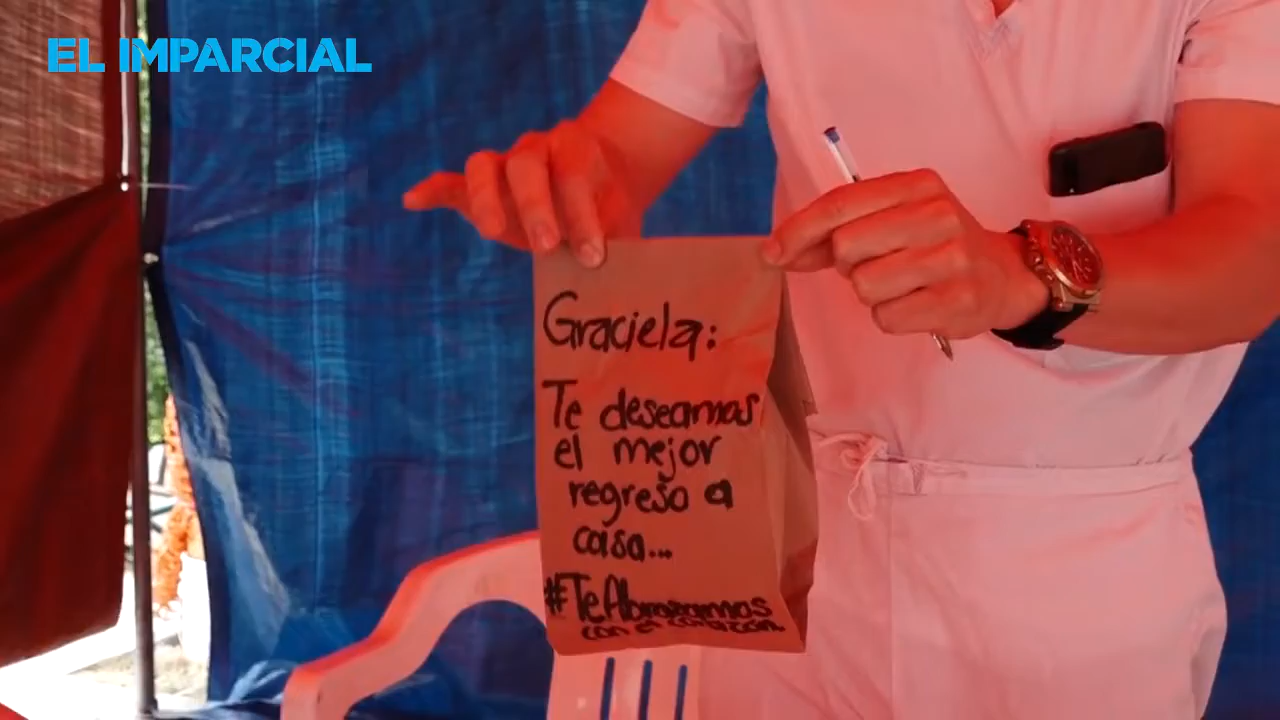 EL IMPARCIAL
Graciela:
Te deseamos
el mejor
regreso a
casa...
#TeAbrazamos
con el corazón